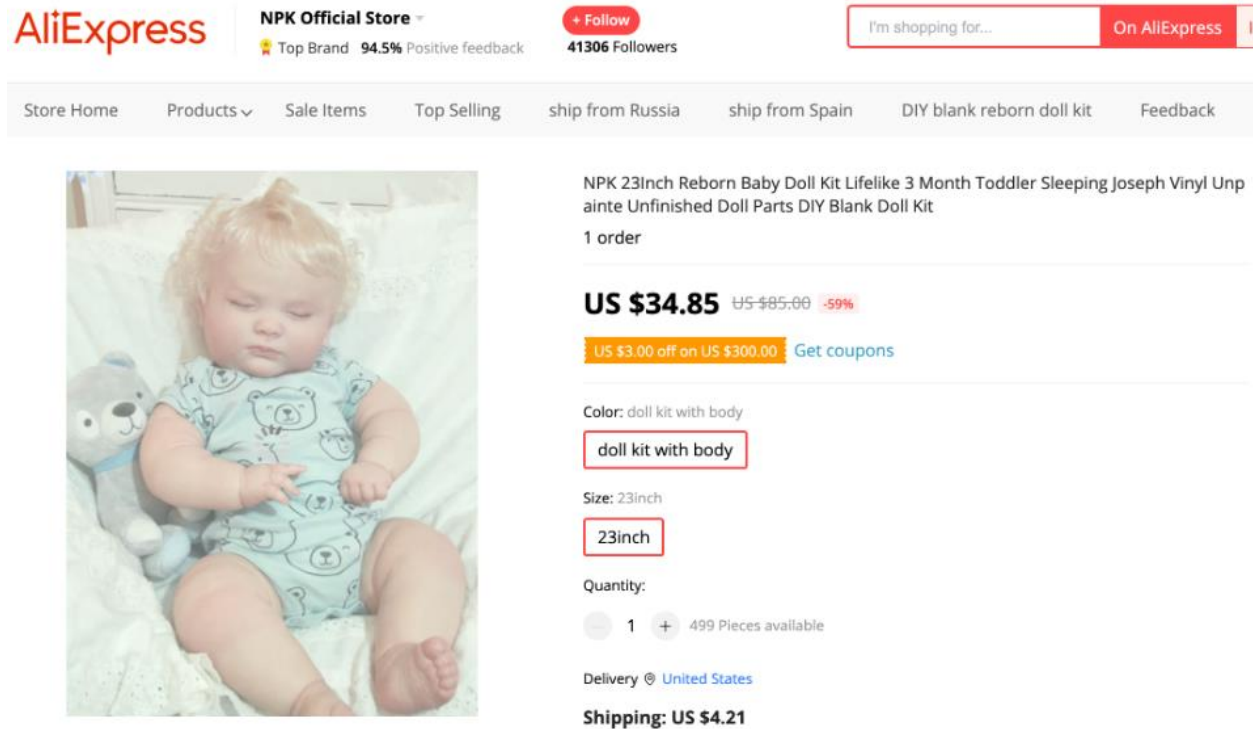 AliExpress
NPK Official Store
Top Brand 94.5% Positive feedback
+ Follow
41306 Followers
I'm shopping for...
On AliExpress
Store Home Products Sale Items Top Selling ship from Russia ship from Spain DIY blank reborn doll kit Feedback
NPK 23Inch Reborn Baby Doll Kit Lifelike 3 Month Toddler Sleeping Joseph Vinyl Unp
ainte Unfinished Doll Parts DIY Blank Doll Kit
1 order
US $34.85 US $85.00 -59%
US $3.00 off on US $300.00 Get coupons
Color: doll kit with body
doll kit with body
Size: 23inch
23inch
Quantity:
1 + 499 Pieces available
Delivery United States
Shipping: US $4.21